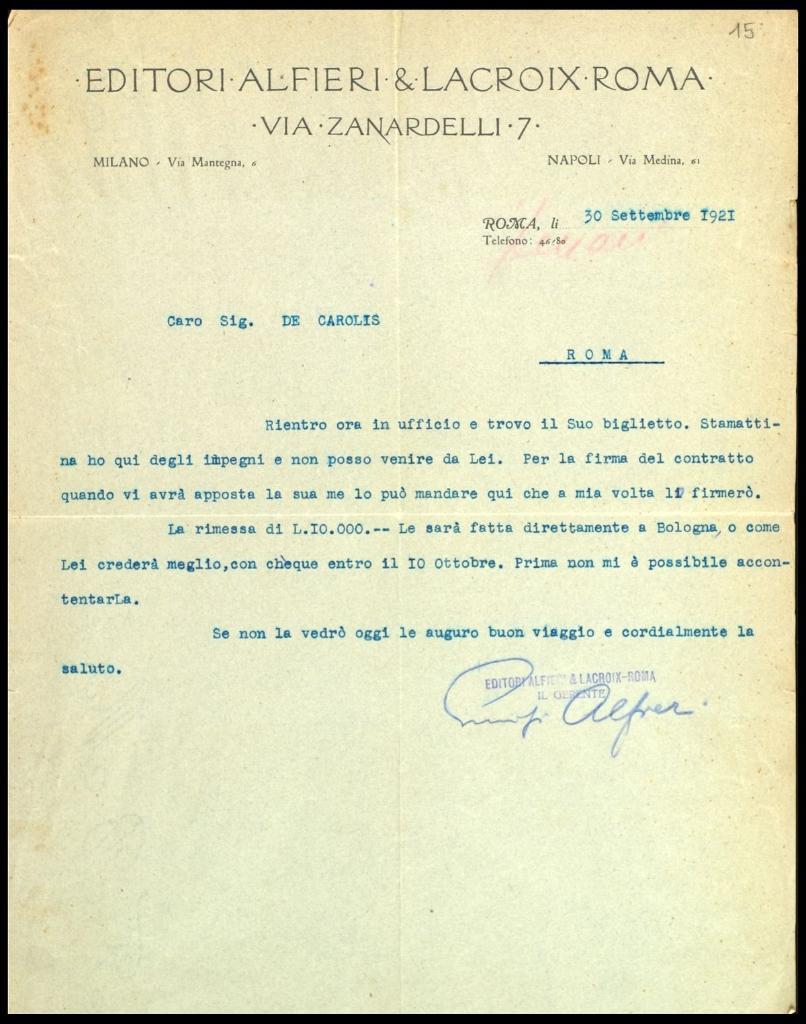 15
·EDITORI·ALFIERI·&·LACROIX·ROMA·
·VIA·ZANARDELLI·7·
MILANO - Via Mantegna, 6
NAPOLI - Via Medina, 61
ROMA, li 30 Settembre 1921
Telefono: 46-80
Caro Sig. DE CAROLIS
ROMA
Rientro ora in ufficio e trovo il Suo biglietto. Stamatti-
na ho qui degli impegni e non posso venire da Lei. Per la firma del contratto
quando vi avrà apposta la sua me lo può mandare qui che a mia volta li firmerò.
La rimessa di L.10.000.-- Le sarà fatta direttamente a Bologna, o come
Lei crederà meglio,con cheque entro il 10 Ottobre. Prima non mi è possibile accon-
tentarLa.
Se non la vedrò oggi le auguro buon viaggio e cordialmente la
saluto.
EDITORI ALFIERI & LACROIX-ROMA
IL GERENTE
Alfieri